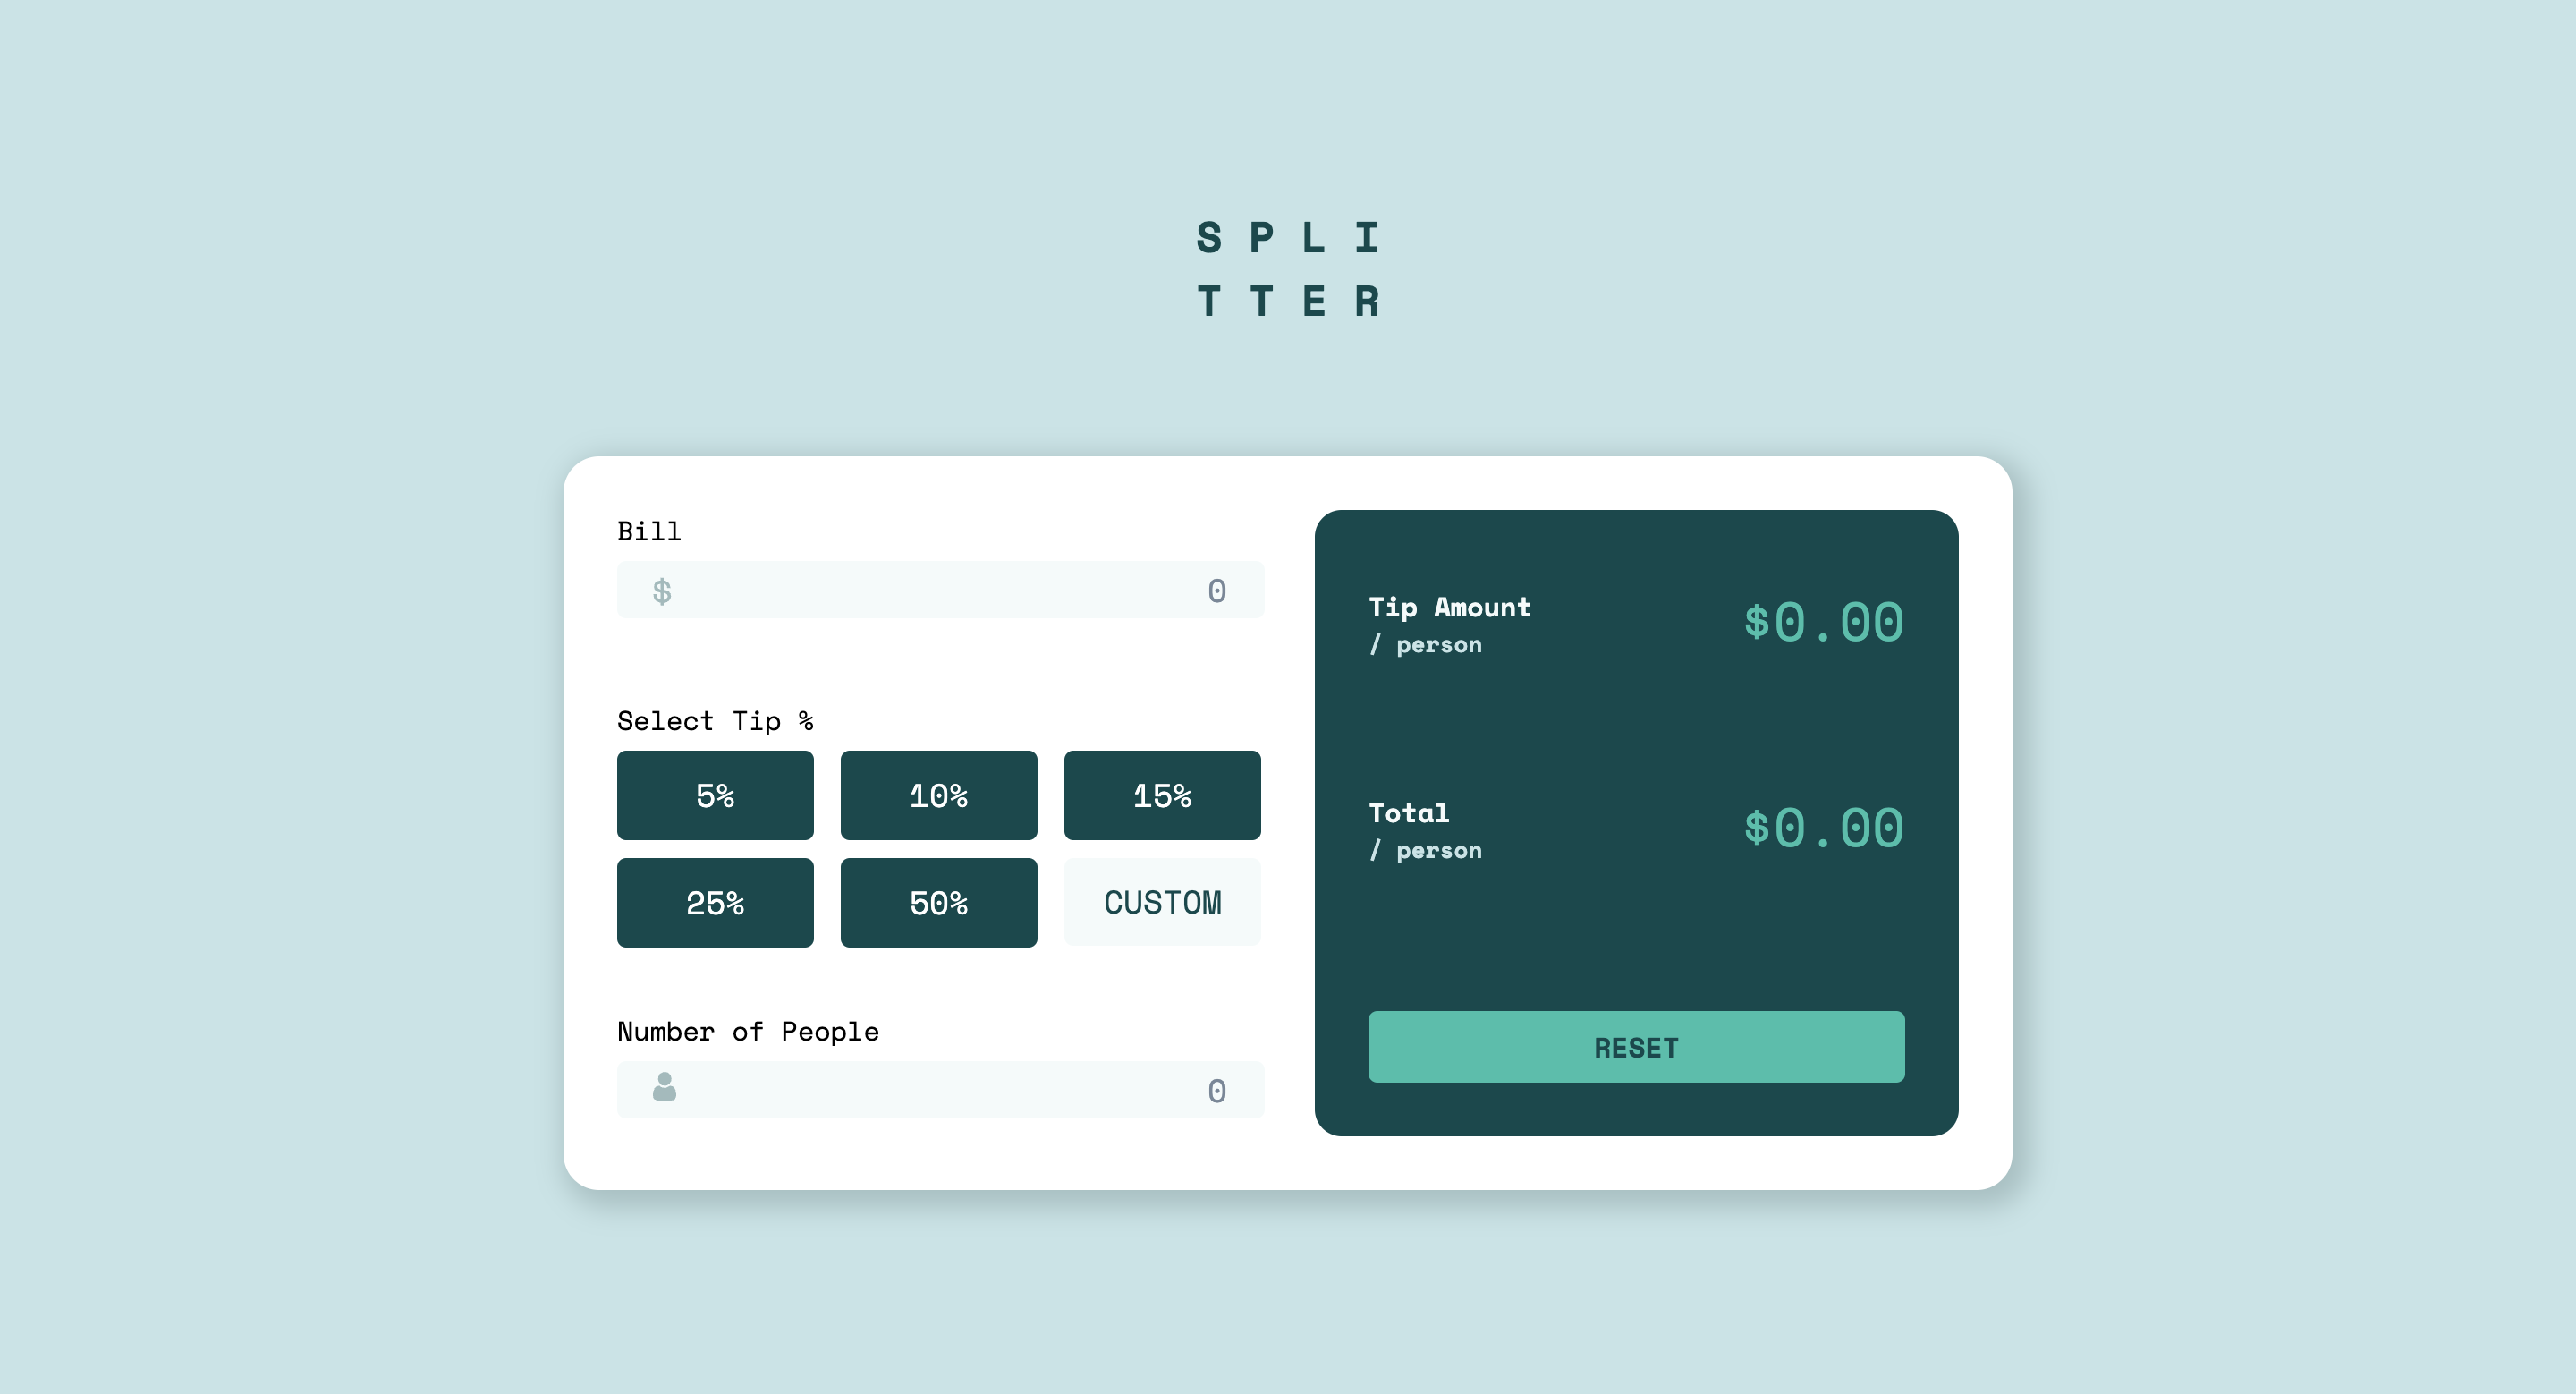 S P L I
T T E R
Bill
$ 0
Select Tip %
5% 10% 15%
25% 50% CUSTOM
Number of People
0
Tip Amount
/ person
$0.00
Total
/ person
$0.00
RESET